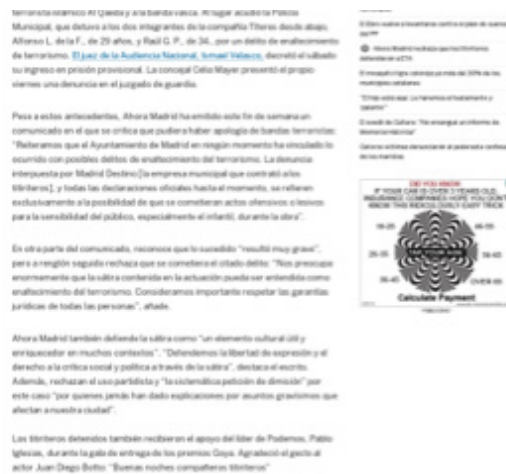 terrorista islámico Al Qaeda y a la banda vasca. Al lugar acudió la Policía
Municipal, que detuvo a los dos integrantes de la compañía Títeres desde abajo,
Alfonso L. de la F., de 29 años, y Raúl G. P., de 34, por un delito de enaltecimiento
de terrorismo. El juez de la Audiencia Nacional, Ismael Velasco, decretó el sábado
su ingreso en prisión provisional. La concejal Celia Mayer presentó el propio
viernes una denuncia en el juzgado de guardia.
Pese a estos antecedentes, Ahora Madrid ha emitido este fin de semana un
comunicado en el que se critica que pudiera haber apología de bandas terroristas:
"Reiteramos que el Ayuntamiento de Madrid en ningún momento ha vinculado lo
ocurrido con posibles delitos de enaltecimiento del terrorismo. La denuncia
interpuesta por Madrid Destino [la empresa municipal que contrató a los
titiriteros], y todas las declaraciones oficiales hasta el momento, se refieren
exclusivamente a la posibilidad de que se cometieran actos ofensivos o lesivos
para la sensibilidad del público, especialmente el infantil, durante la obra".
En otra parte del comunicado, reconoce que lo sucedido "resultó muy grave",
pero a renglón seguido rechaza que se cometiera el citado delito: "Nos preocupa
enormemente que la sátira contenida en la actuación pueda ser entendida como
enaltecimiento del terrorismo. Consideramos importante respetar las garantías
jurídicas de todas las personas", añade.
Ahora Madrid también defiende la sátira como "un elemento cultural útil y
enriquecedor en muchos contextos". "Defendemos la libertad de expresión y el
derecho a la crítica social y política a través de la sátira", destaca el escrito.
Además, rechazan el uso partidista y "la sistemática petición de dimisión" por
este caso "por quienes jamás han dado explicaciones por asuntos gravísimos que
afectan a nuestra ciudad".
Los titiriteros detenidos también recibieron el apoyo del líder de Podemos, Pablo
Iglesias, durante la gala de entrega de los premios Goya. Agradeció el gesto al
actor Juan Diego Botto: "Buenas noches compañeros titiriteros"
DID YOU KNOW
IF YOUR CAR IS OVER 3 YEARS OLD,
INSURANCE COMPANIES HOPE YOU DON'T
KNOW THIS RIDICULOUSLY EASY TRICK
TAP YOUR AGE
OVER 65
Calculate Payment